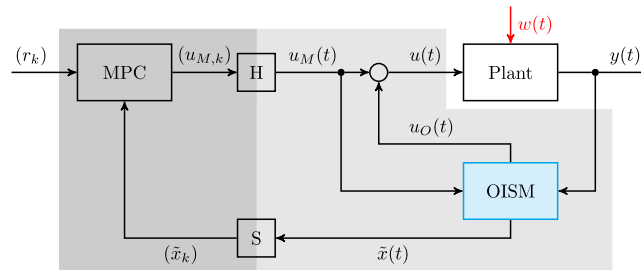 w(t)
(r_k)
MPC
(u_{M,k})
H
u_M(t)
u(t)
Plant
y(t)
u_O(t)
OISM
S
(x̃_k)
x̃(t)